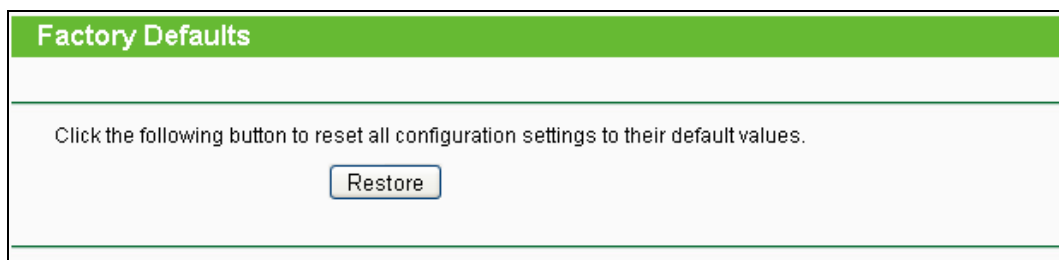 Factory Defaults
Click the following button to reset all configuration settings to their default values.
Restore